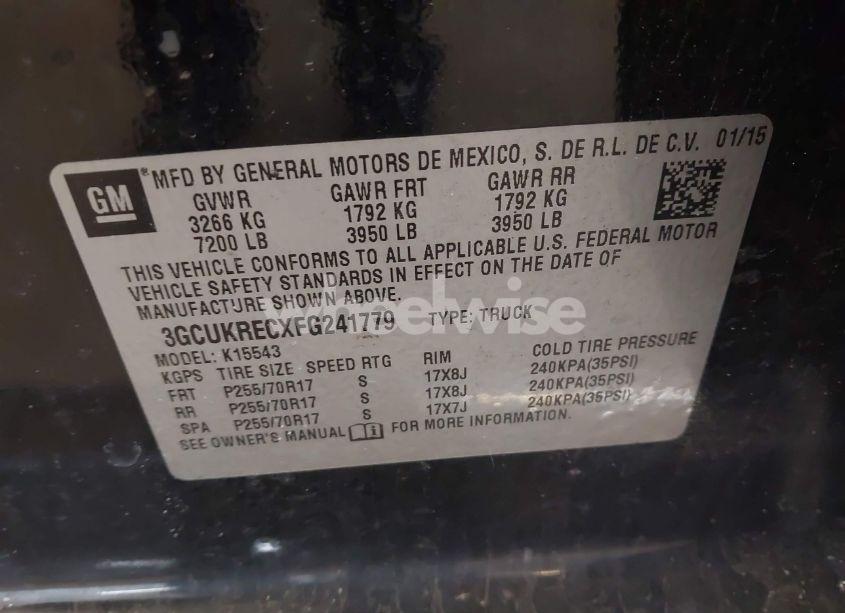 GM
® MFD BY GENERAL MOTORS DE MEXICO, S. DE R.L. DE C.V. 01/15
GVWR GAWR FRT GAWR RR
3266 KG 1792 KG 1792 KG
7200 LB 3950 LB 3950 LB
THIS VEHICLE CONFORMS TO ALL APPLICABLE U.S. FEDERAL MOTOR
VEHICLE SAFETY STANDARDS IN EFFECT ON THE DATE OF
MANUFACTURE SHOWN ABOVE.
3GCUKRECXFG241779 TYPE: TRUCK
MODEL: K15543
KGPS TIRE SIZE SPEED RTG RIM COLD TIRE PRESSURE
FRT P255/70R17 S 17X8J 240KPA(35PSI)
RR P255/70R17 S 17X8J 240KPA(35PSI)
SPA P255/70R17 S 17X7J 240KPA(35PSI)
SEE OWNER'S MANUAL FOR MORE INFORMATION.
wheelwise